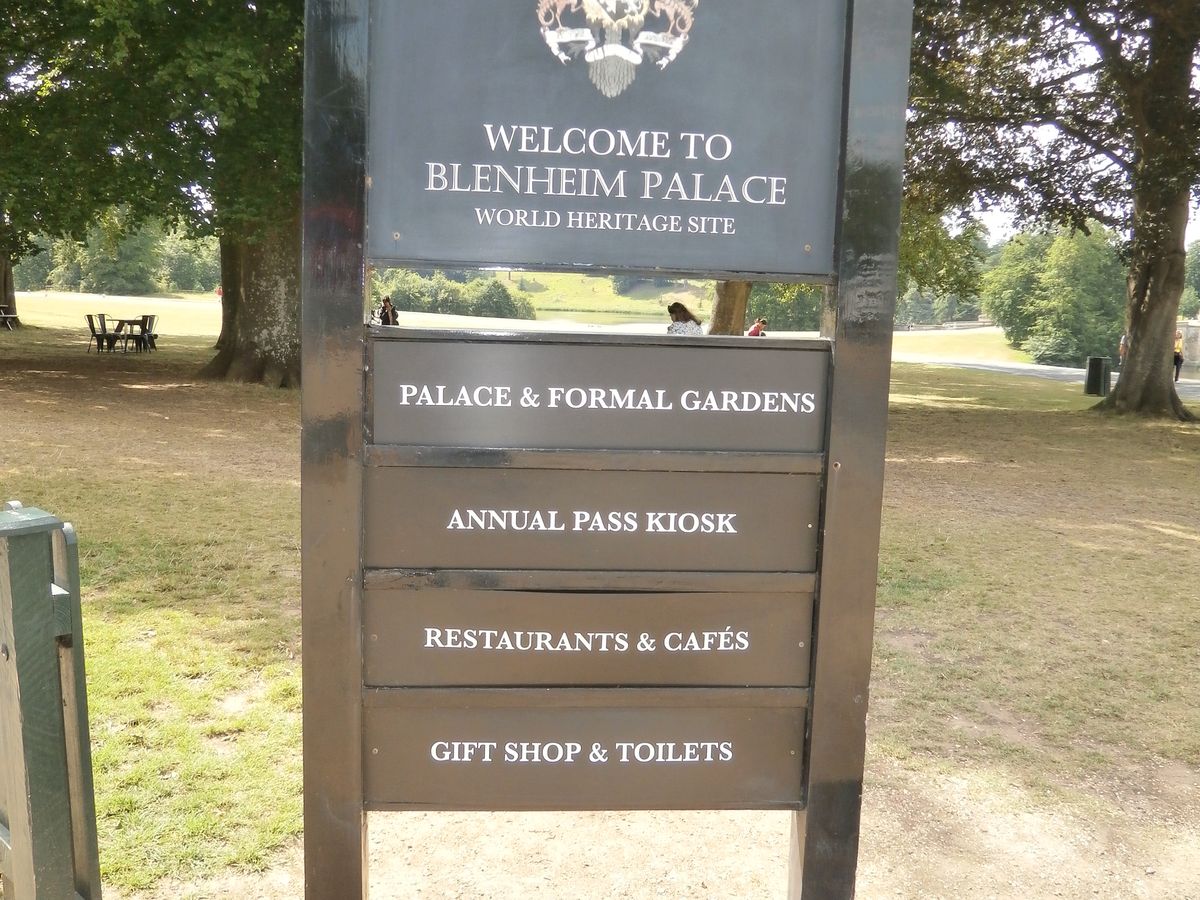 WELCOME TO
BLENHEIM PALACE
WORLD HERITAGE SITE
PALACE & FORMAL GARDENS
ANNUAL PASS KIOSK
RESTAURANTS & CAFÉS
GIFT SHOP & TOILETS